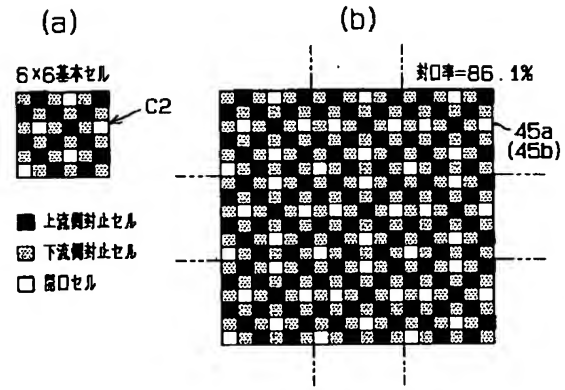 (a)
(b)
6×6基本セル
封口率=86.1%
C2
45a
(45b)
上流側封止セル
下流側封止セル
開口セル